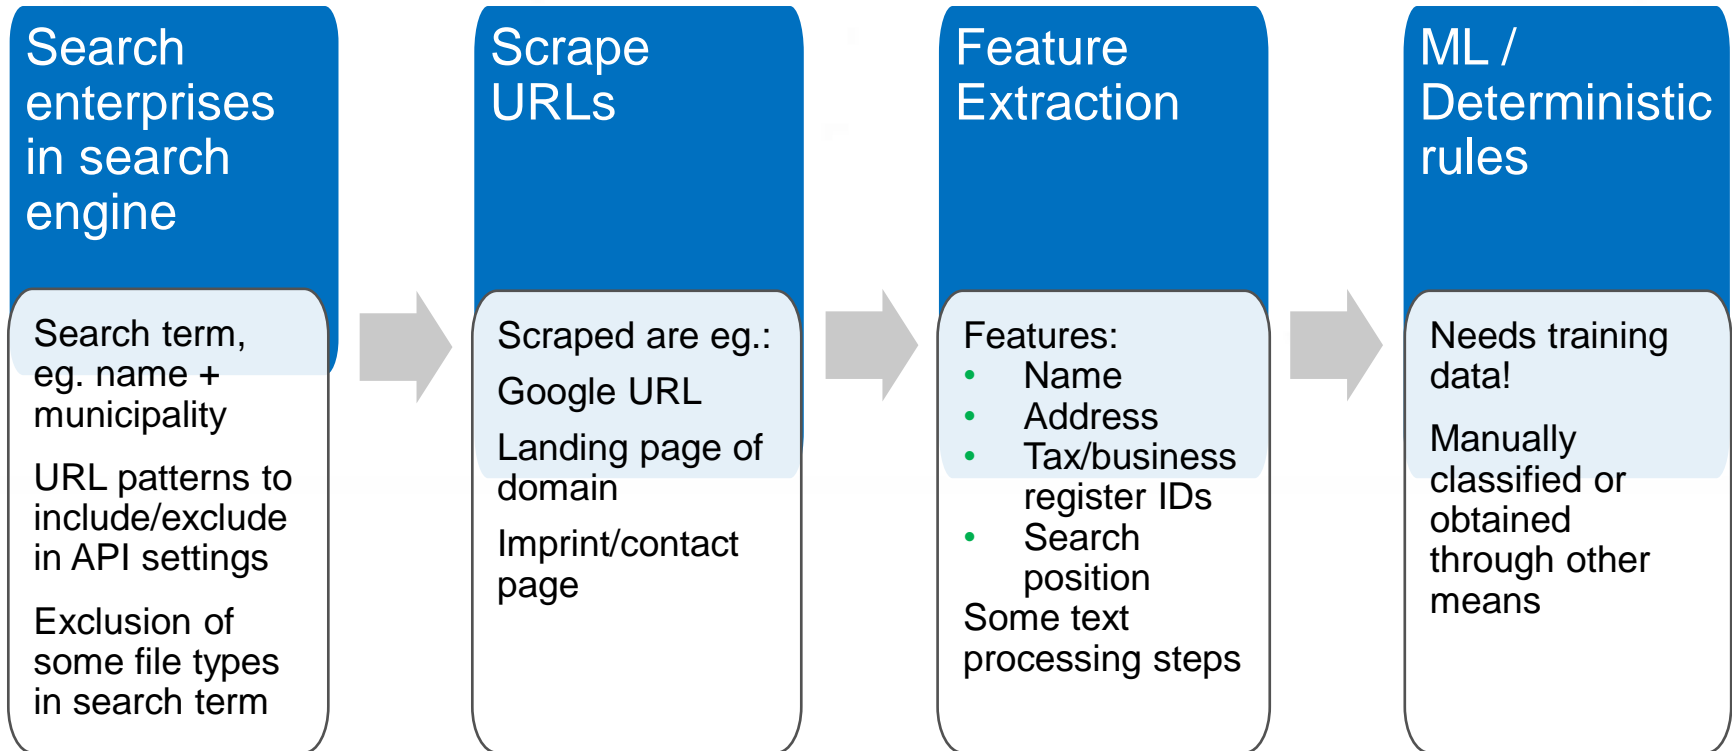 Search
enterprises
in search
engine
Search term,
eg. name +
municipality
URL patterns to
include/exclude
in API settings
Exclusion of
some file types
in search term
Scrape
URLs
Scraped are eg.:
Google URL
Landing page of
domain
Imprint/contact
page
Feature
Extraction
Features:
• Name
• Address
• Tax/business
register IDs
• Search
position
Some text
processing steps
ML /
Deterministic
rules
Needs training
data!
Manually
classified or
obtained
through other
means